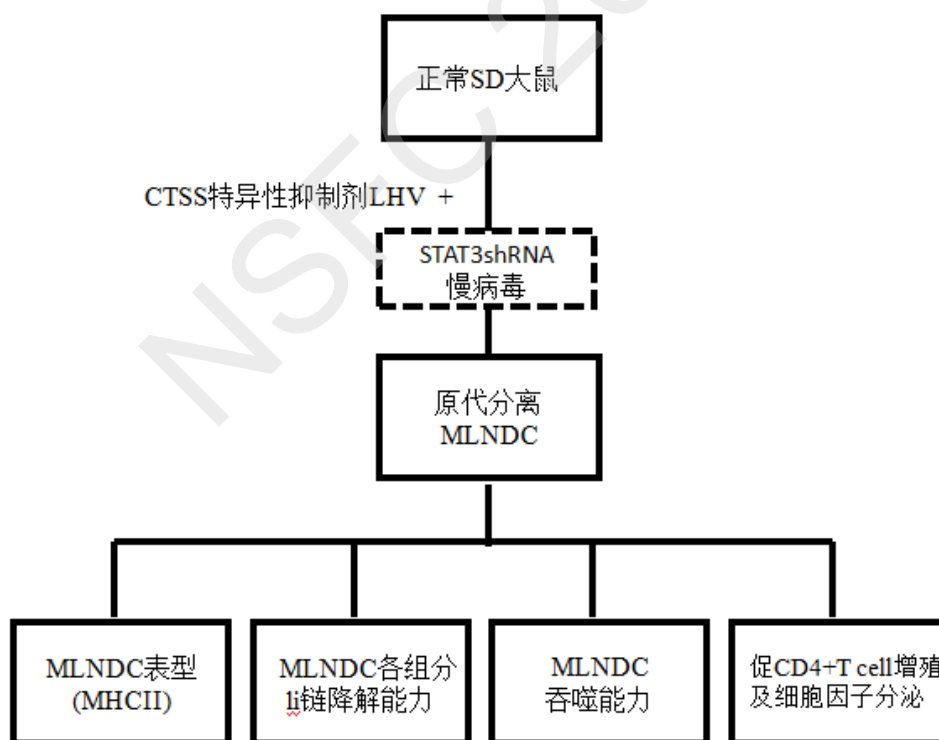 NSFC 20
正常SD大鼠
CTSS特异性抑制剂LHV +
STAT3shRNA
慢病毒
原代分离
MLNDC
MLNDC表型
(MHCII)
MLNDC各组分
li链降解能力
MLNDC
吞噬能力
促CD4+T cell增殖
及细胞因子分泌